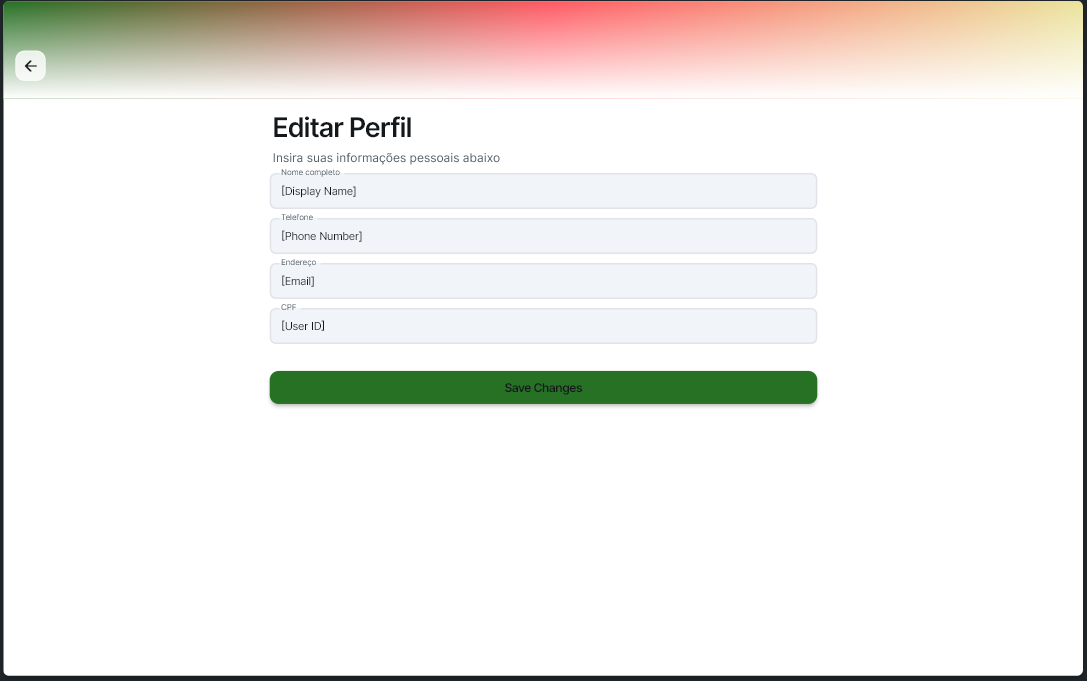 Editar Perfil
Insira suas informações pessoais abaixo
Nome completo
[Display Name]
Telefone
[Phone Number]
Endereço
[Email]
CPF
[User ID]
Save Changes